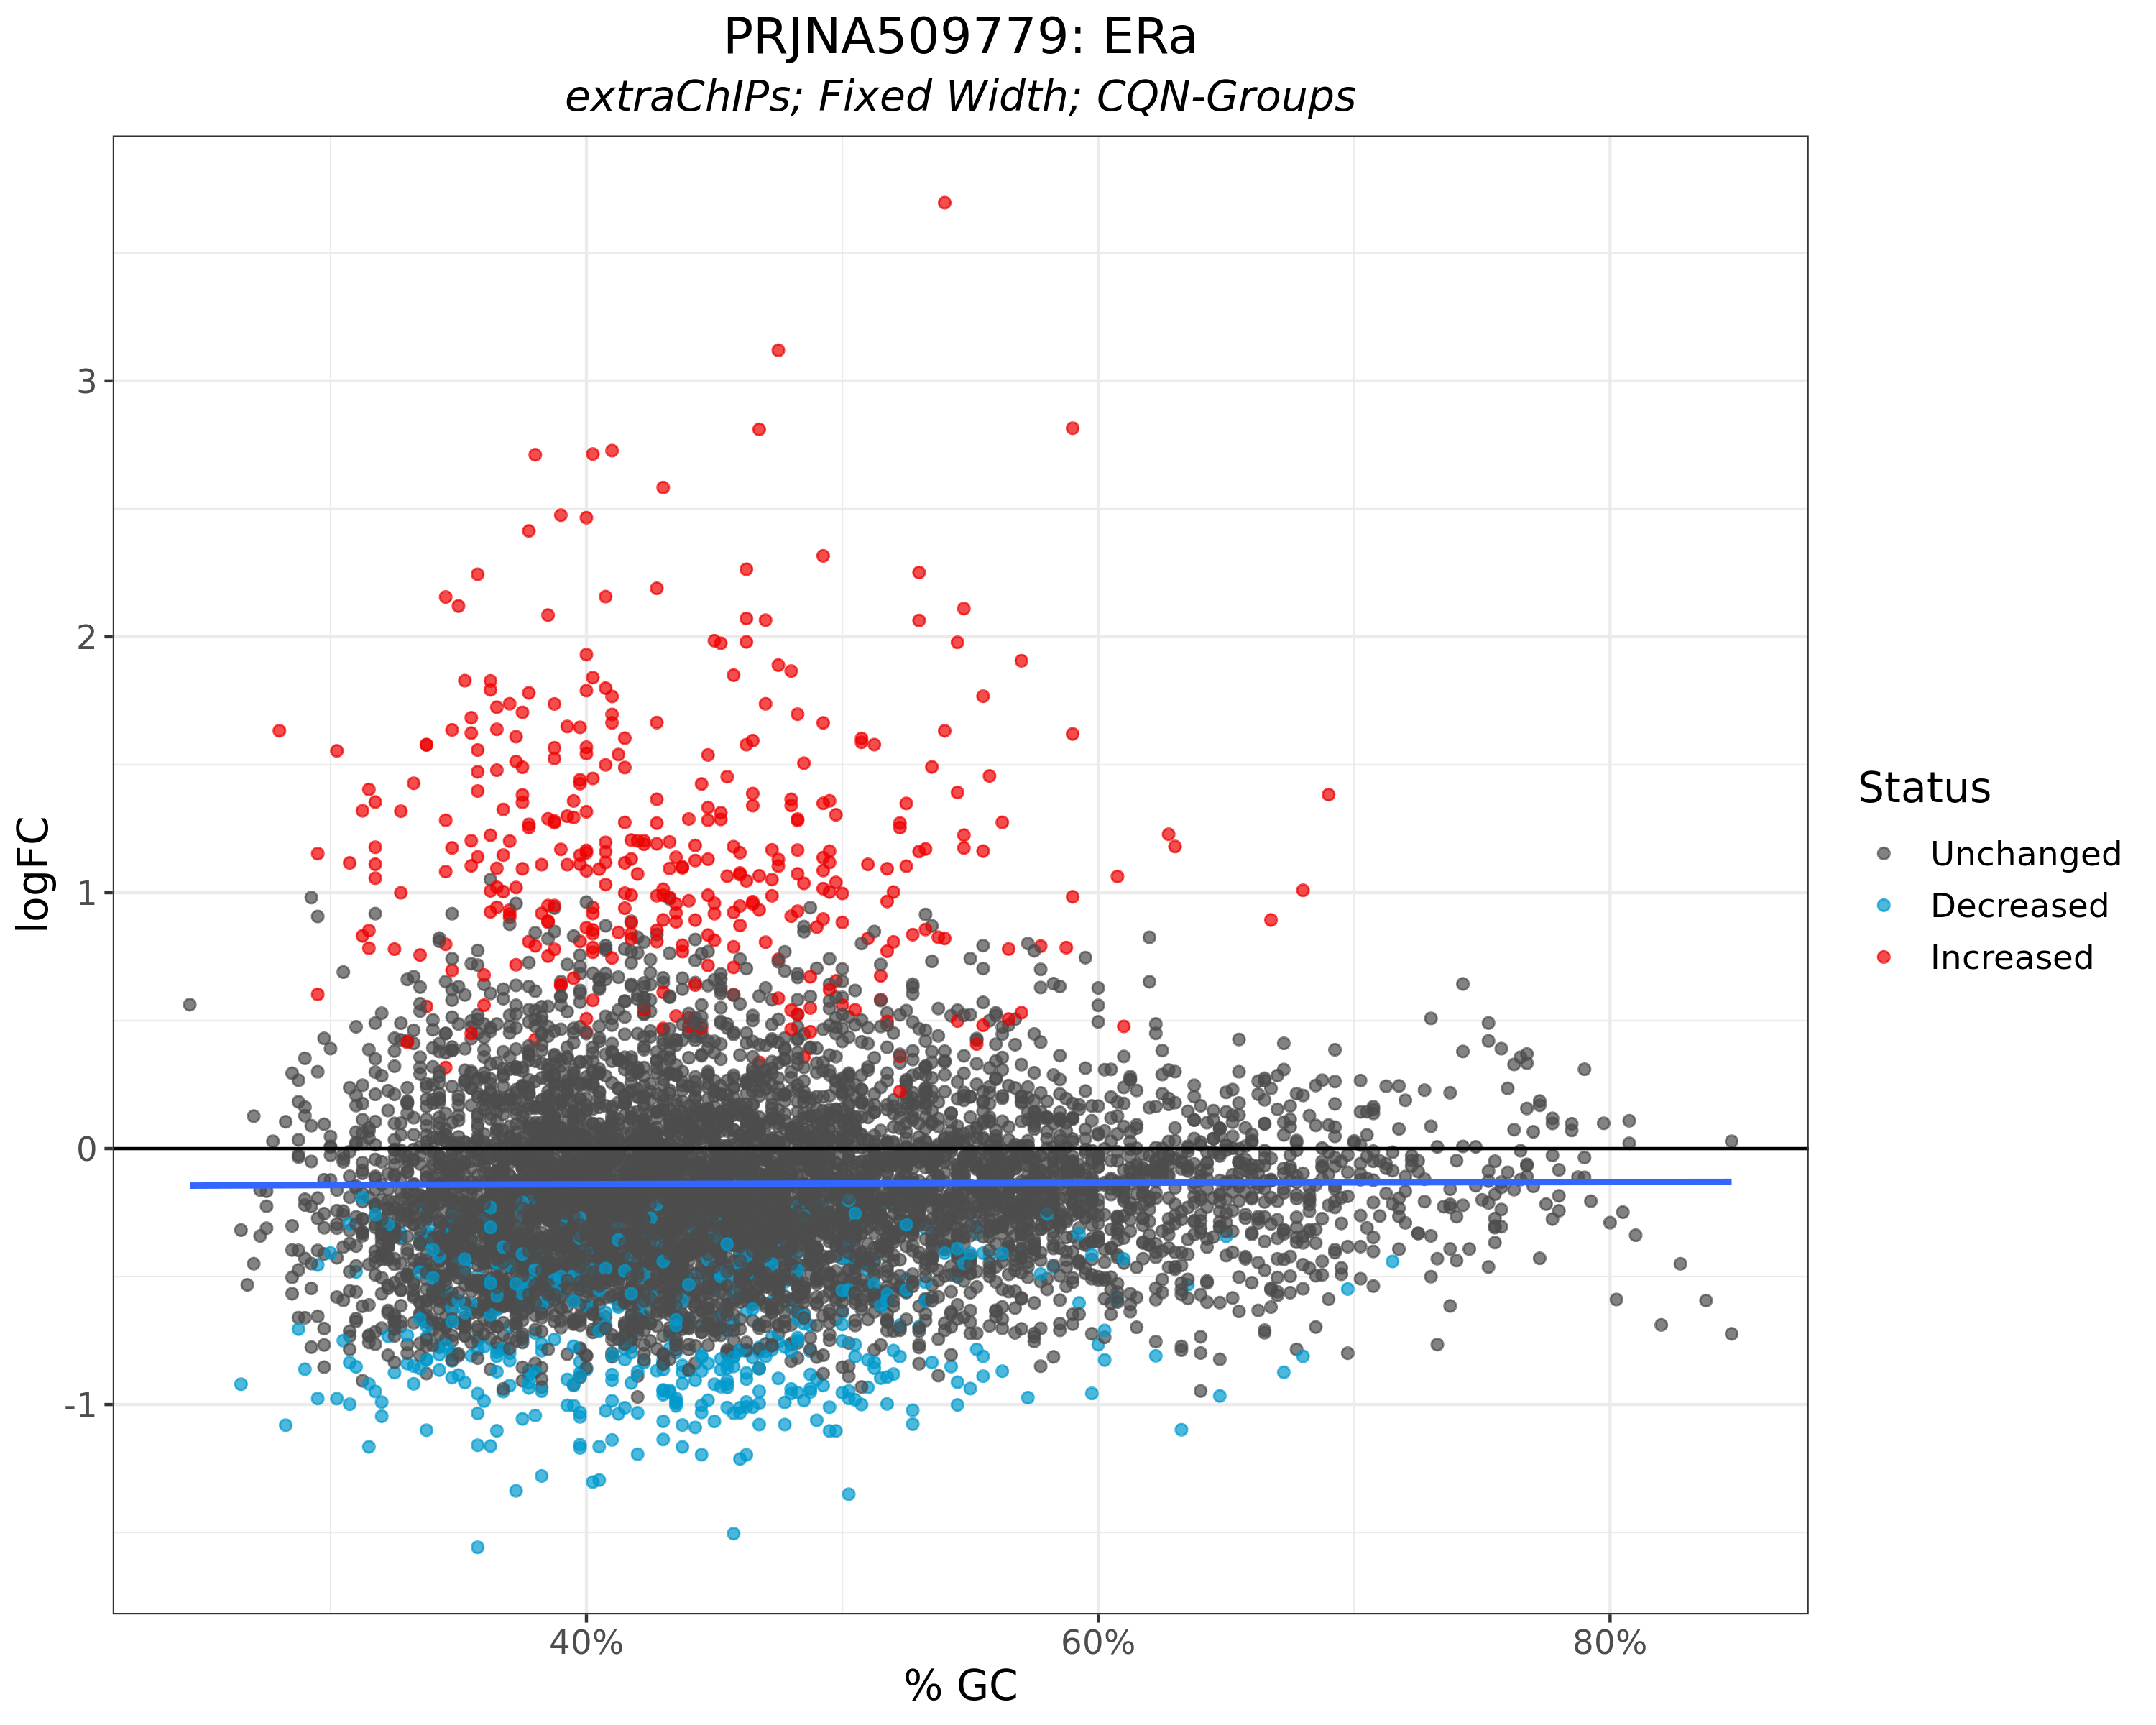 PRJNA509779: ERa
extraChIPs; Fixed Width; CQN-Groups
logFC
3
2
1
0
-1
40%
60%
80%
% GC
Status
Unchanged
Decreased
Increased